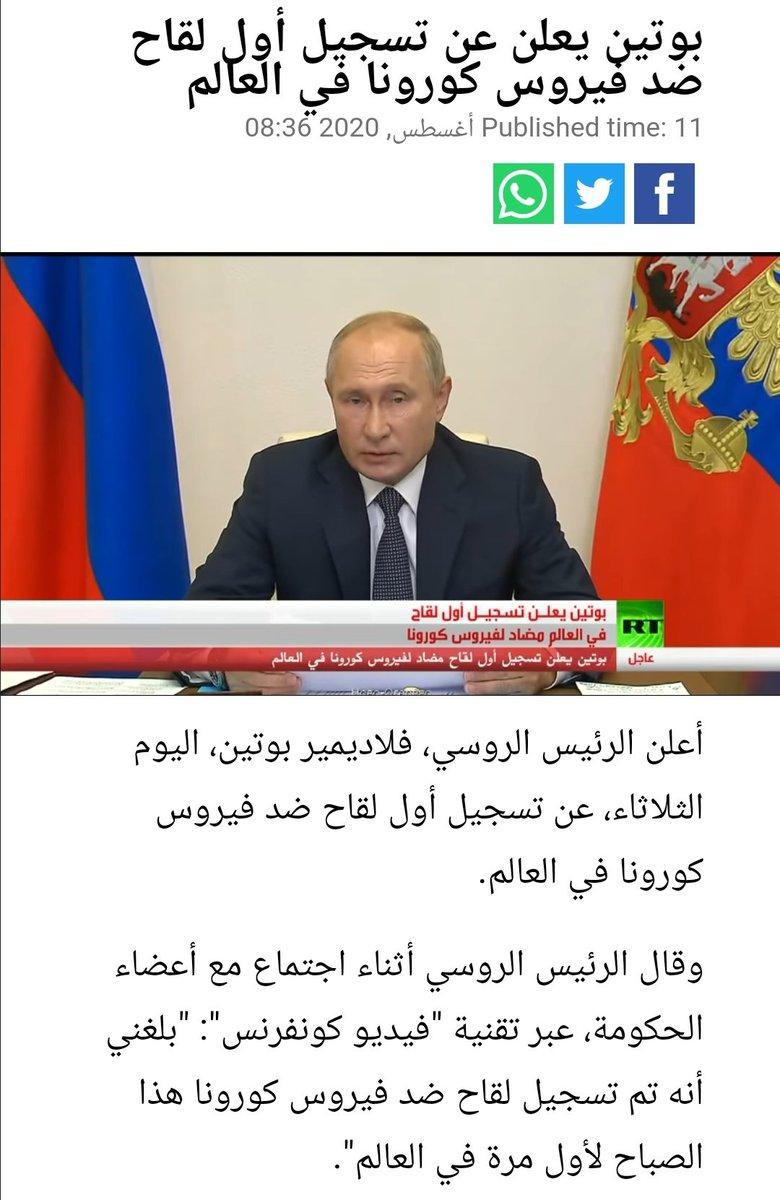 بوتين يعلن عن تسجيل أول لقاح
ضد فيروس كورونا في العالم
Published time: 11 أغسطس, 2020 08:36
بوتين يعلـن تسجيـل أول لقاح
في العالم مضاد لفيروس كورونا
RT
بوتين يعلن تسجيل أول لقاح مضاد لفيروس كورونا في العالم
عاجل
أعلن الرئيس الروسي، فلاديمير بوتين، اليوم
الثلاثاء، عن تسجيل أول لقاح ضد فيروس
كورونا في العالم.
وقال الرئيس الروسي أثناء اجتماع مع أعضاء
الحكومة، عبر تقنية "فيديو كونفرنس": "بلغني
أنه تم تسجيل لقاح ضد فيروس كورونا هذا
الصباح لأول مرة في العالم".